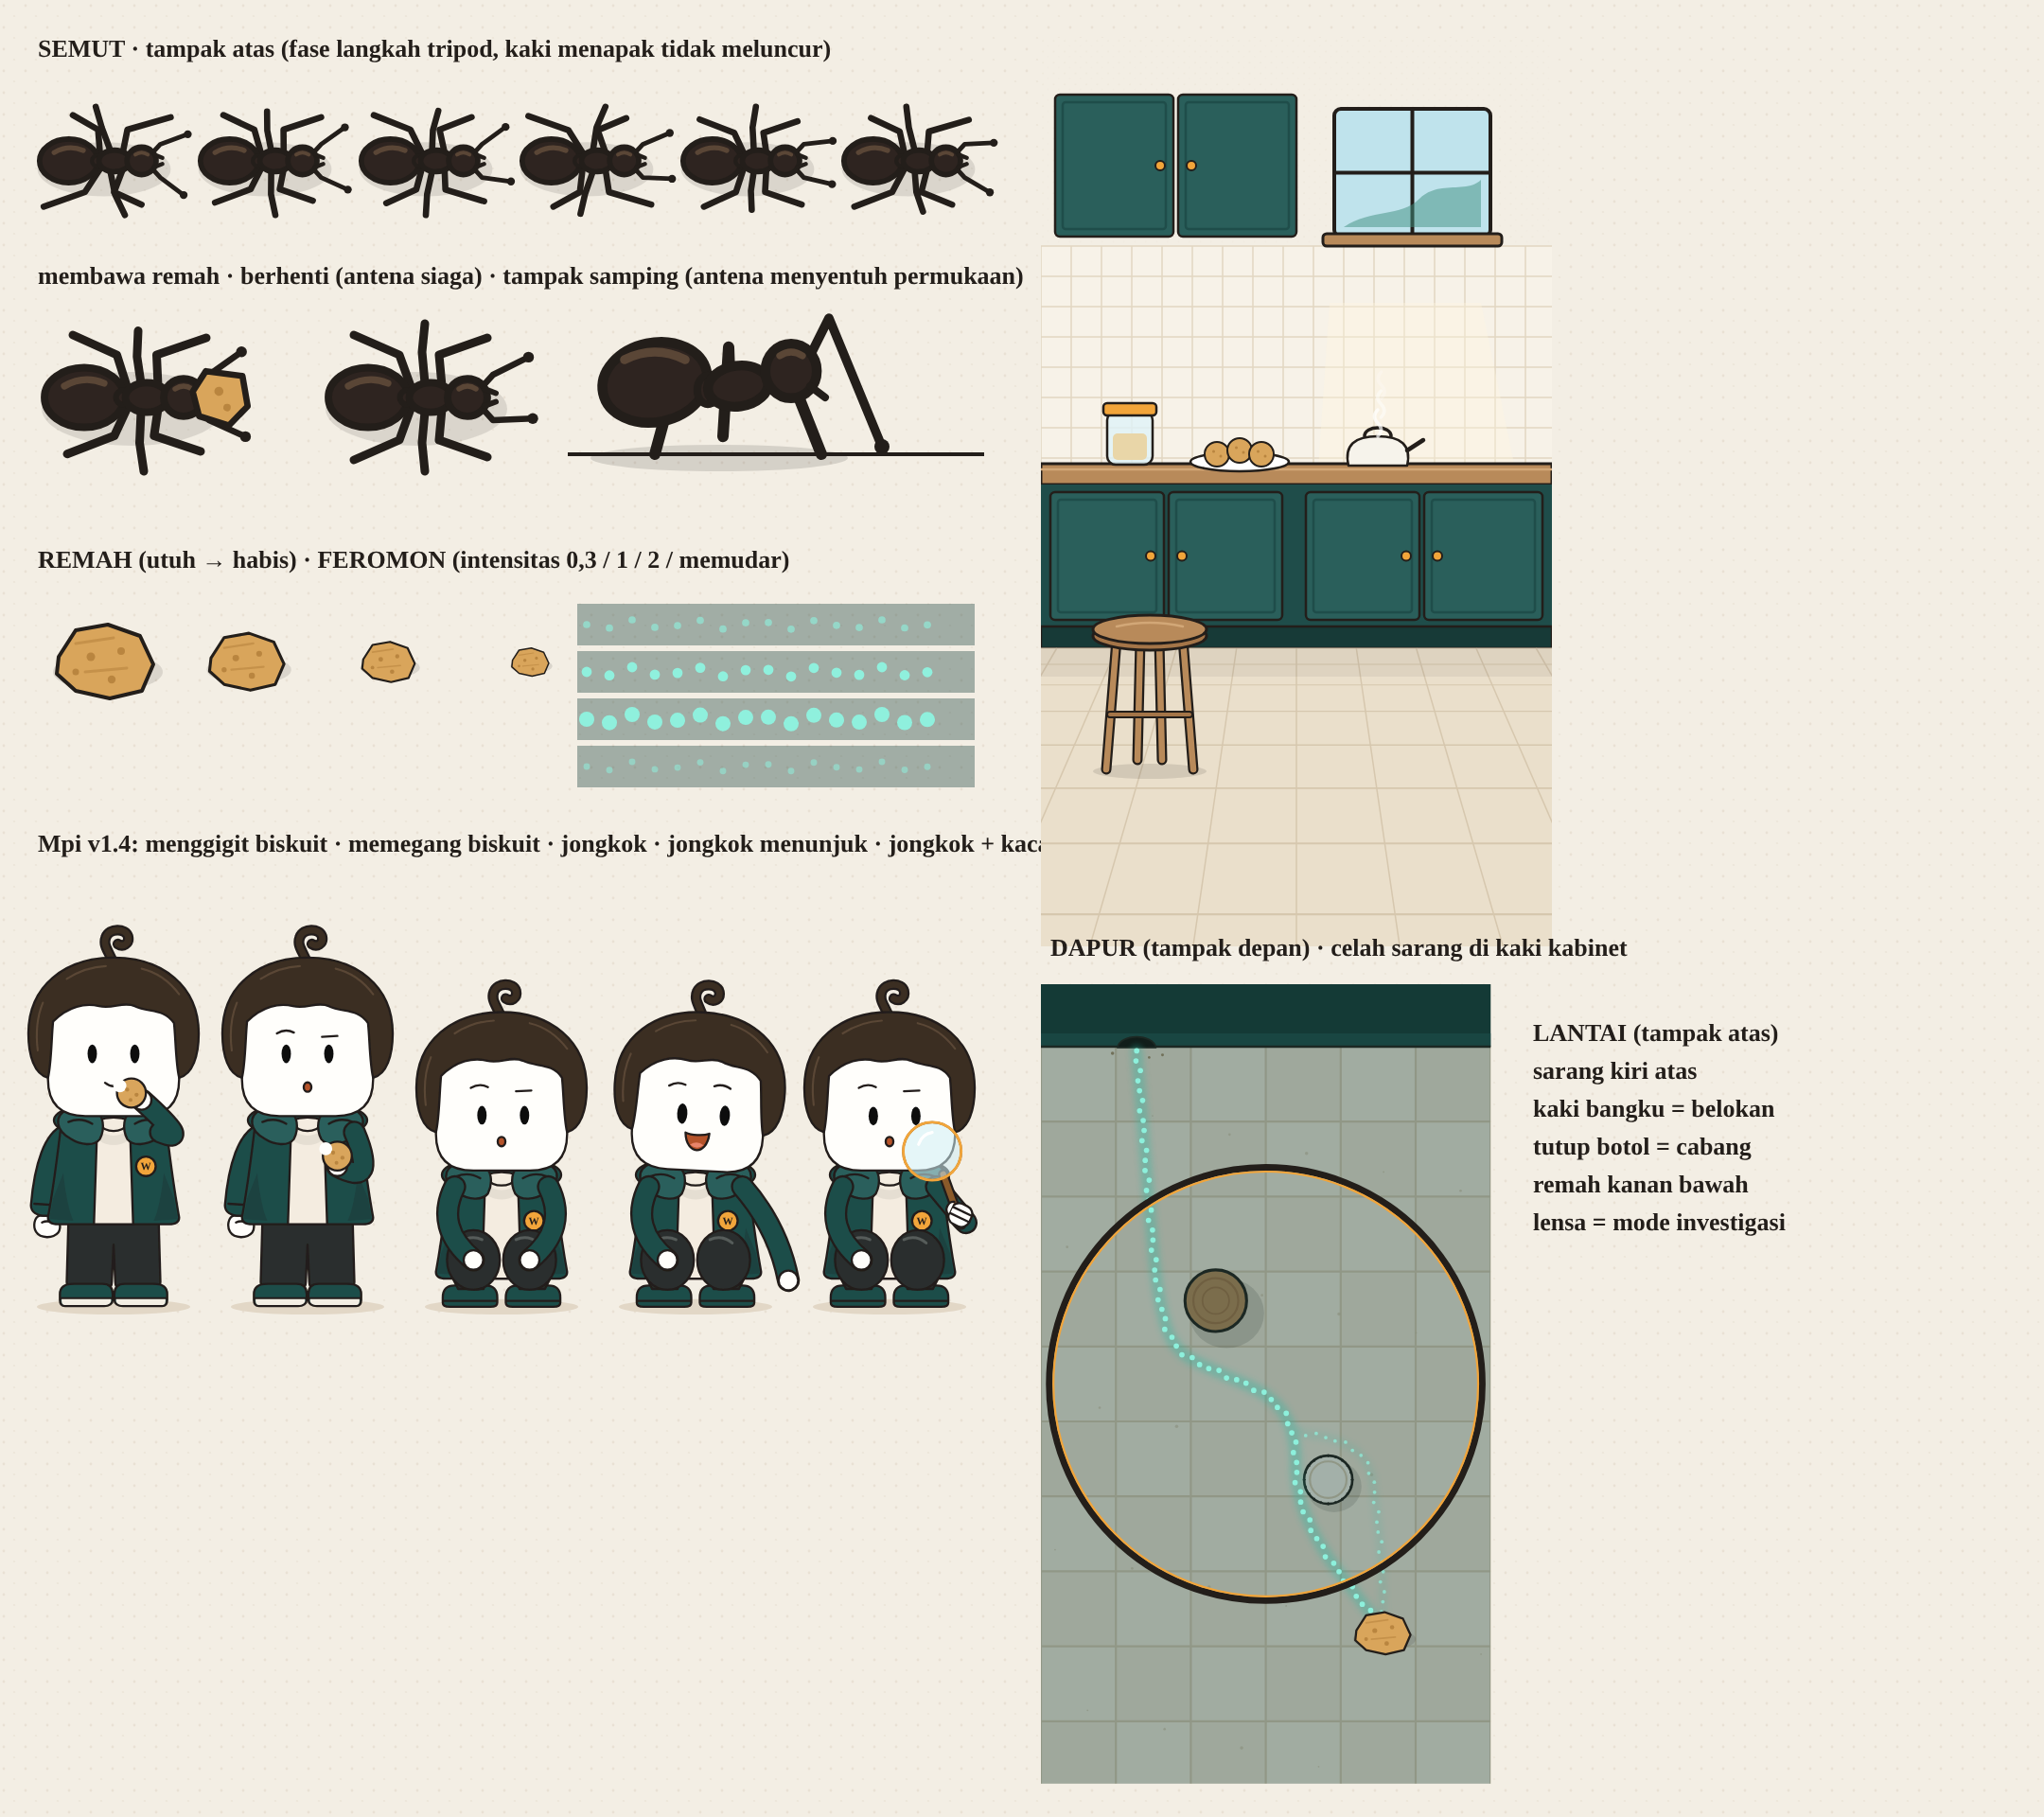 SEMUT · tampak atas (fase langkah tripod, kaki menapak tidak meluncur)
membawa remah · berhenti (antena siaga) · tampak samping (antena menyentuh permukaan)
REMAH (utuh → habis) · FEROMON (intensitas 0,3 / 1 / 2 / memudar)
Mpi v1.4: menggigit biskuit · memegang biskuit · jongkok · jongkok menunjuk · jongkok +
W
W
W
W
DAPUR (tampak depan) · celah sarang di kaki kabinet
LANTAI (tampak atas)
sarang kiri atas
kaki bangku = belokan
tutup botol = cabang
remah kanan bawah
lensa = mode investigasi